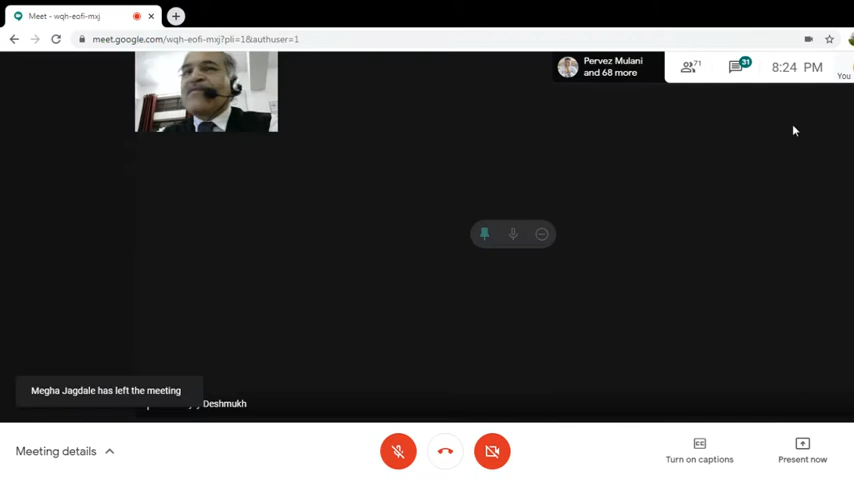 Meet - wqh-eofi-mxj
meet.google.com/wqh-eofi-mxj?pli=1&authuser=1
Pervez Mulani
and 68 more
71
31
8:24 PM
You
Megha Jagdale has left the meeting
Deshmukh
Meeting details
CC
Turn on captions
Present now